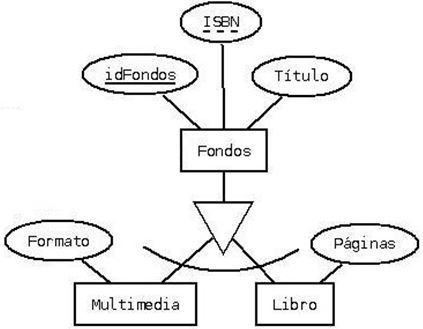 ISBN
idFondos
Título
Fondos
Formato
Páginas
Multimedia
Libro